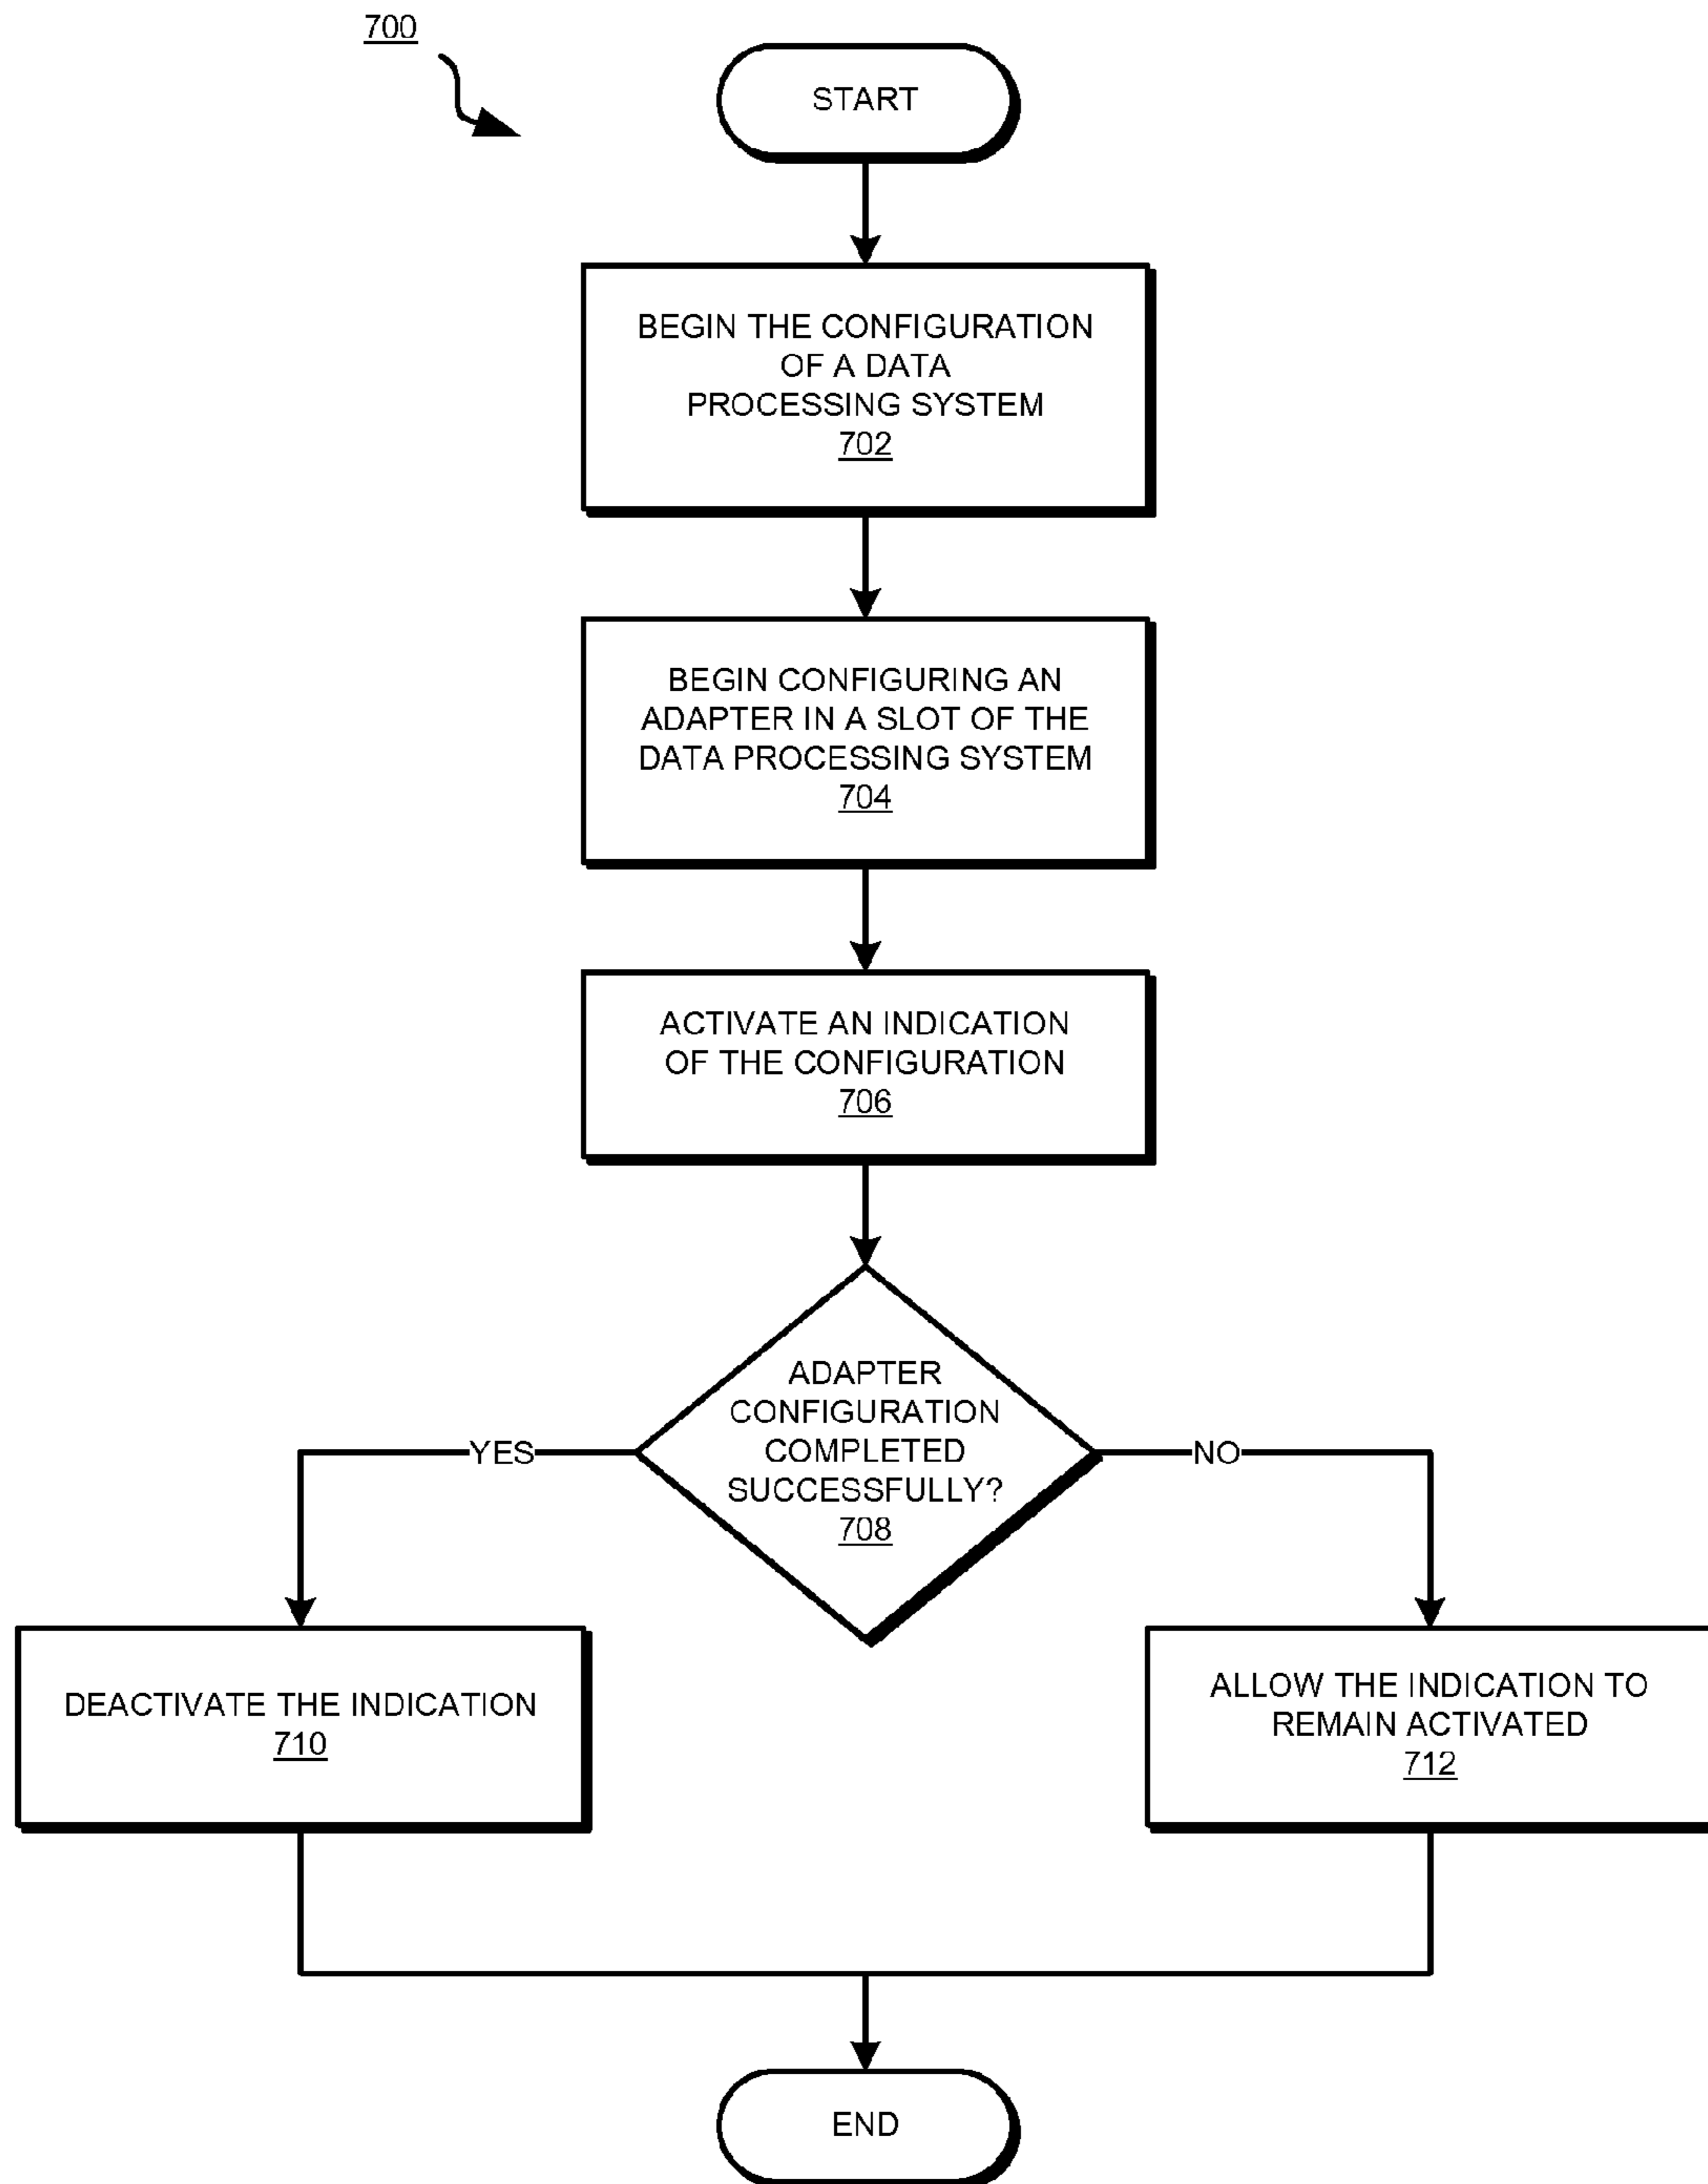 700
START
BEGIN THE CONFIGURATION
OF A DATA
PROCESSING SYSTEM
702
BEGIN CONFIGURING AN
ADAPTER IN A SLOT OF THE
DATA PROCESSING SYSTEM
704
ACTIVATE AN INDICATION
OF THE CONFIGURATION
706
ADAPTER
CONFIGURATION
COMPLETED
SUCCESSFULLY?
708
YES
NO
DEACTIVATE THE INDICATION
710
ALLOW THE INDICATION TO
REMAIN ACTIVATED
712
END